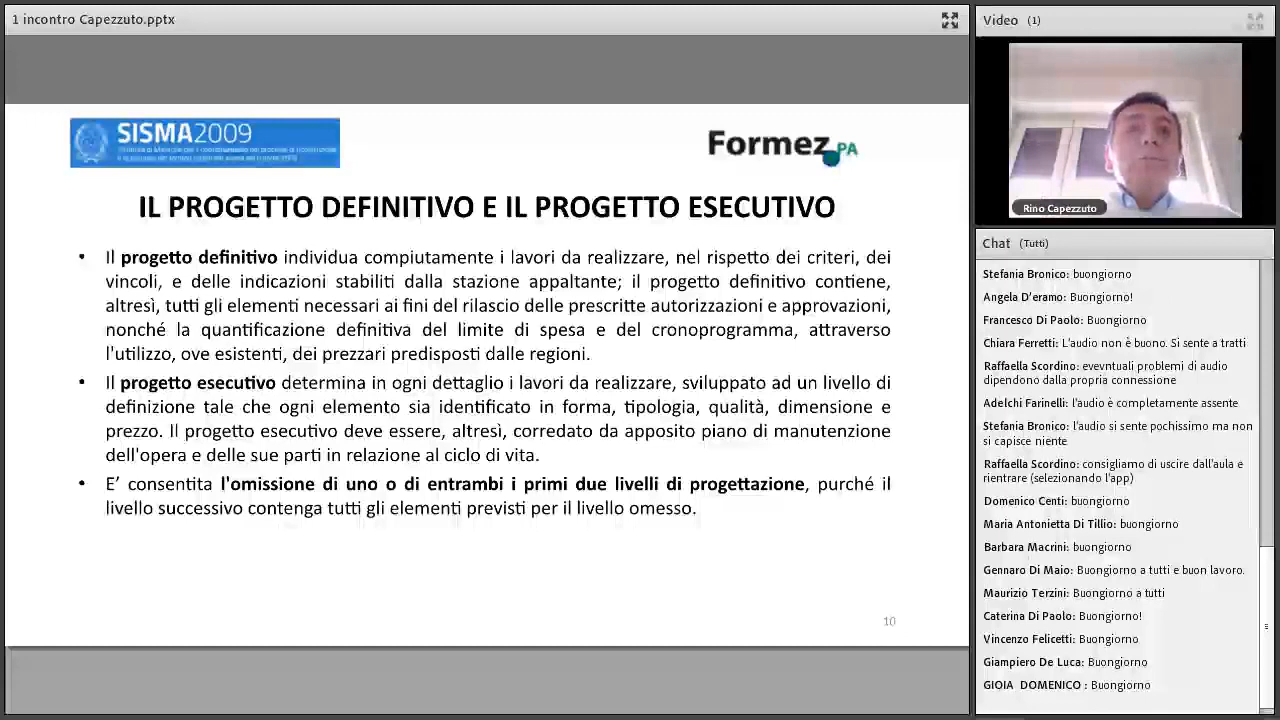 1 incontro Capezzuto.pptx
SISMA2009
Formez PA
IL PROGETTO DEFINITIVO E IL PROGETTO ESECUTIVO
• Il progetto definitivo individua compiutamente i lavori da realizzare, nel rispetto dei criteri, dei
vincoli, e delle indicazioni stabiliti dalla stazione appaltante; il progetto definitivo contiene,
altresì, tutti gli elementi necessari ai fini del rilascio delle prescritte autorizzazioni e approvazioni,
nonché la quantificazione definitiva del limite di spesa e del cronoprogramma, attraverso
l'utilizzo, ove esistenti, dei prezzari predisposti dalle regioni.
• Il progetto esecutivo determina in ogni dettaglio i lavori da realizzare, sviluppato ad un livello di
definizione tale che ogni elemento sia identificato in forma, tipologia, qualità, dimensione e
prezzo. Il progetto esecutivo deve essere, altresì, corredato da apposito piano di manutenzione
dell'opera e delle sue parti in relazione al ciclo di vita.
• E' consentita l'omissione di uno o di entrambi i primi due livelli di progettazione, purché il
livello successivo contenga tutti gli elementi previsti per il livello omesso.
10
Video (1)
Rino Capezzuto
Chat (Tutti)
Stefania Bronico: buongiorno
Angela D'eramo: Buongiorno!
Francesco Di Paolo: Buongiorno
Chiara Ferretti: L'audio non è buono. Si sente a tratti
Raffaella Scordino: evevntuali problemi di audio
dipendono dalla propria connessione
Adelchi Farinelli: l'audio è completamente assente
Stefania Bronico: l'audio si sente pochissimo ma non
si capisce niente
Raffaella Scordino: consigliamo di uscire dall'aula e
rientrare (selezionando l'app)
Domenico Centi: buongiorno
Maria Antonietta Di Tillio: buongiorno
Barbara Macrini: buongiorno
Gennaro Di Maio: Buongiorno a tutti e buon lavoro.
Maurizio Terzini: Buongiorno a tutti
Caterina Di Paolo: Buongiorno!
Vincenzo Felicetti: Buongiorno
Giampiero De Luca: Buongiorno
GIOIA DOMENICO : Buongiorno